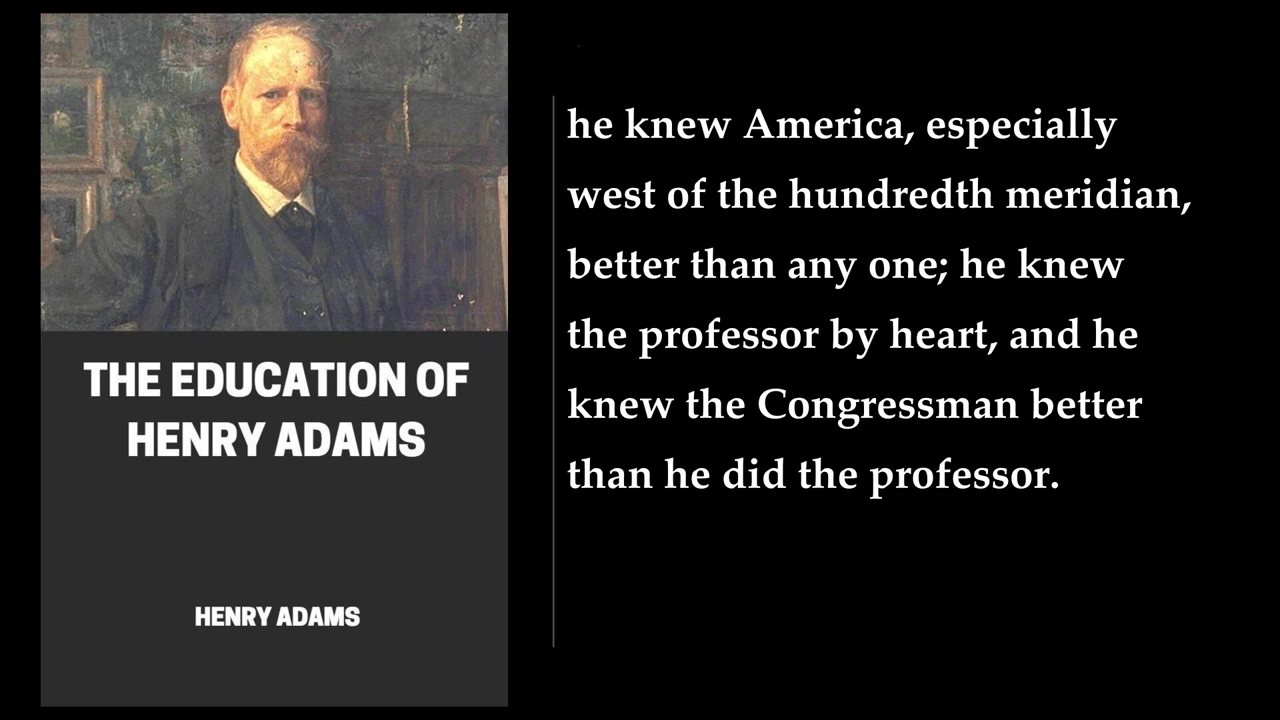 THE EDUCATION OF
HENRY ADAMS
HENRY ADAMS
he knew America, especially
west of the hundredth meridian,
better than any one; he knew
the professor by heart, and he
knew the Congressman better
than he did the professor.